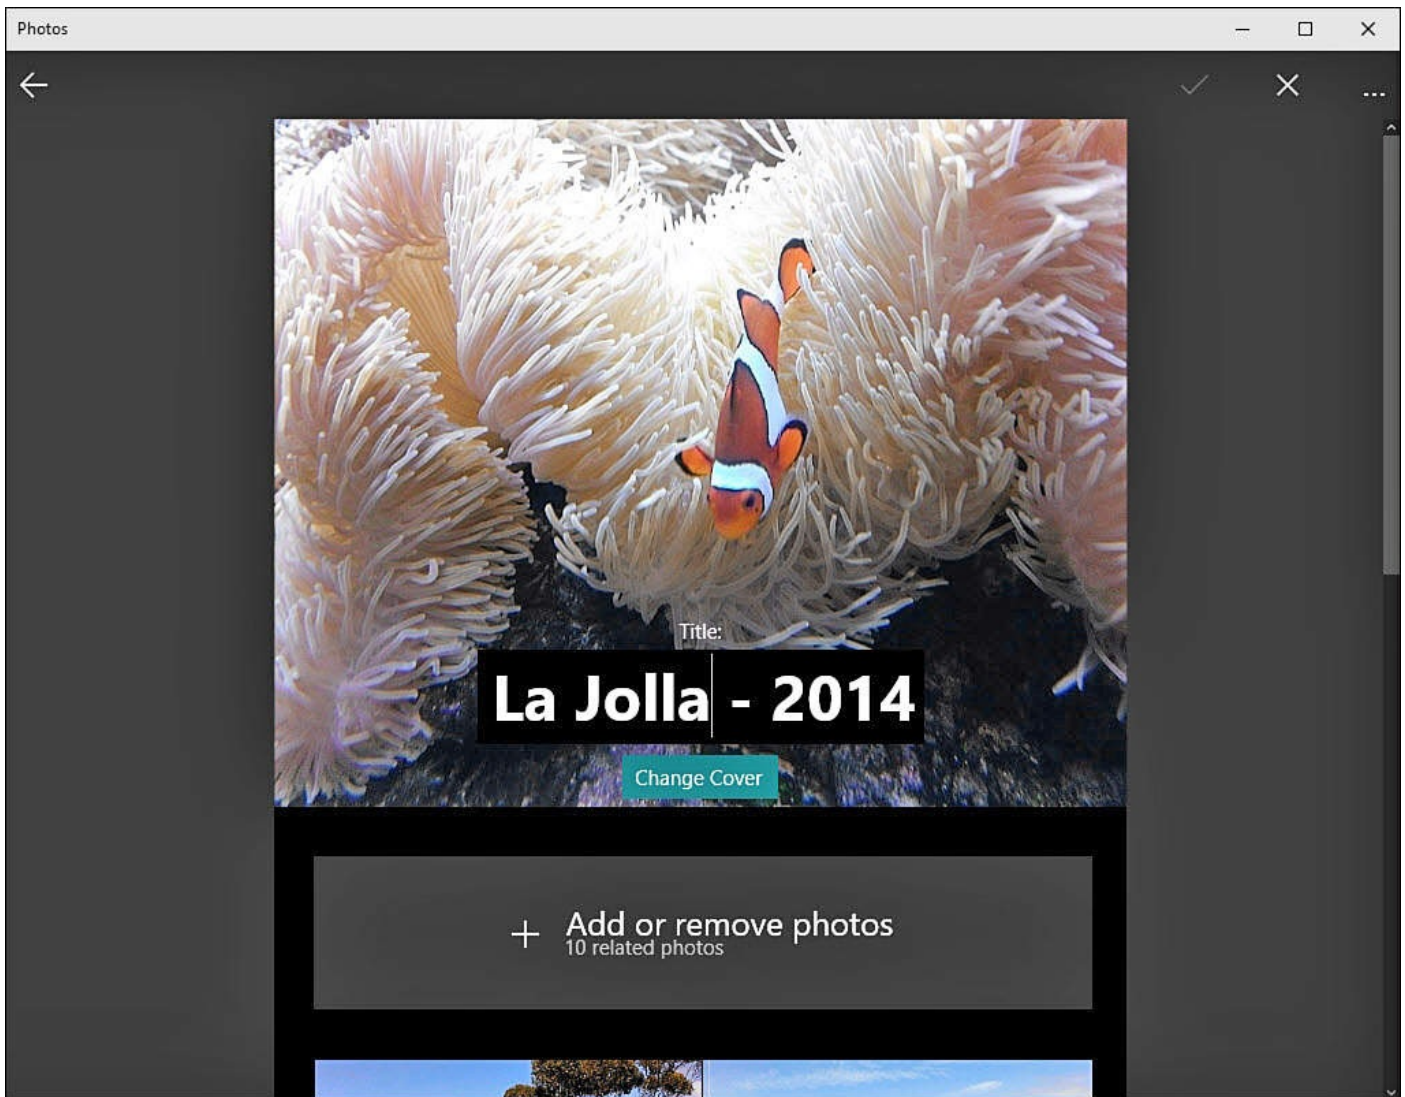 Photos
Title:
La Jolla - 2014
Change Cover
Add or remove photos
10 related photos